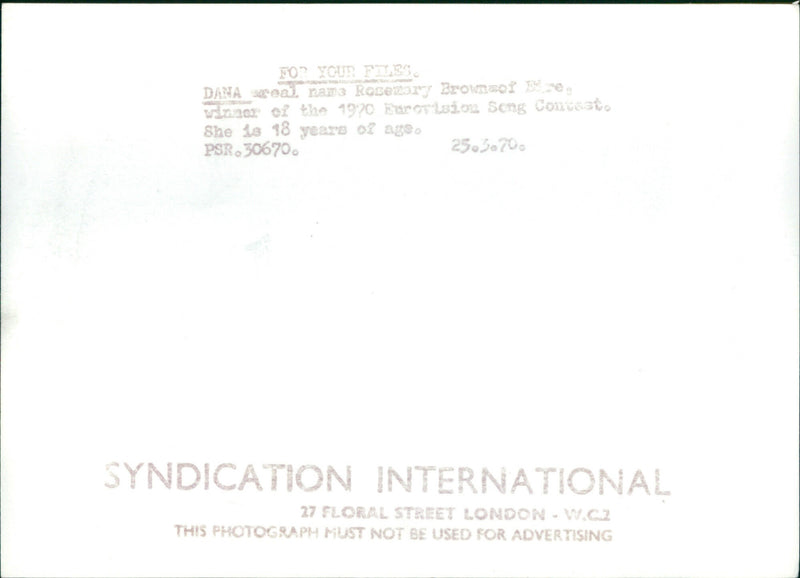 FOR YOUR FILES.
DANA -real name Rosemary Brown-of Eire,
winner of the 1970 Eurovision Song Contest.
She is 18 years of age.
PSR.30670. 25.3.70.
SYNDICATION INTERNATIONAL
27 FLORAL STREET LONDON - W.C.2
THIS PHOTOGRAPH MUST NOT BE USED FOR ADVERTISING